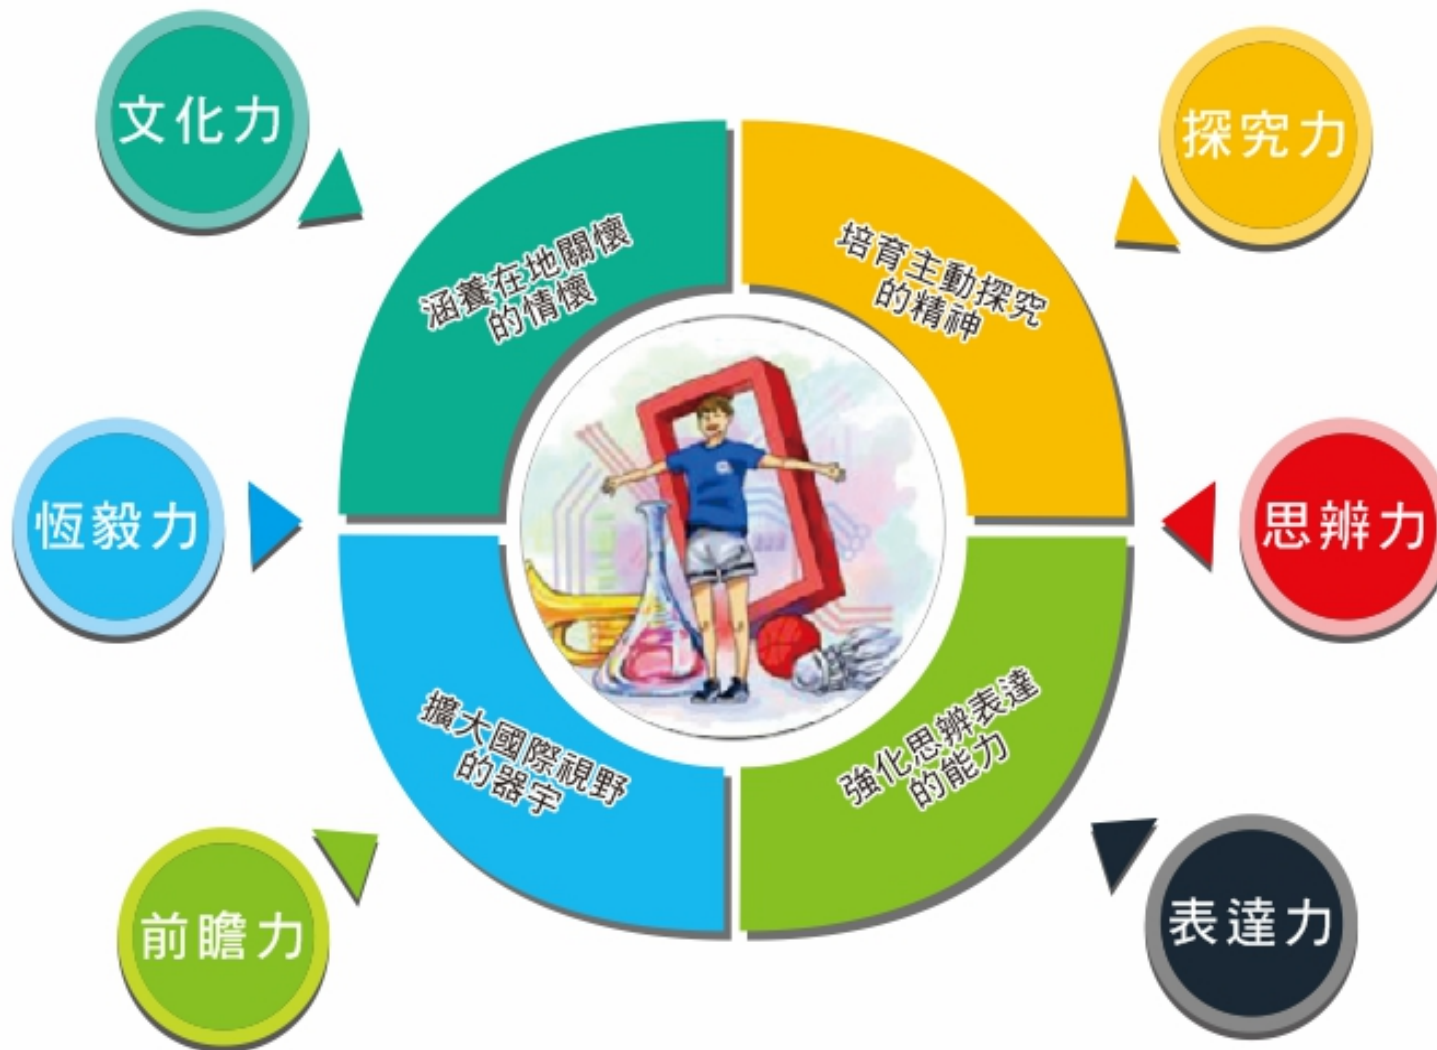 文化力
探究力
涵養在地關懷
的情懷
培育主動探究
的精神
恆毅力
思辨力
擴大國際視野
的器宇
強化思辨表達
的能力
前瞻力
表達力